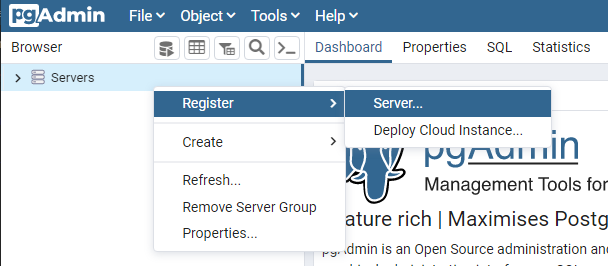 pgAdmin File Object Tools Help
Browser Dashboard Properties SQL Statistics
Servers
Register Server...
Deploy Cloud Instance...
Create
Refresh...
Remove Server Group
Properties...
pgAdmin
Management Tools for
ature rich | Maximises Postg
pgAdmin is an Open Source administration and